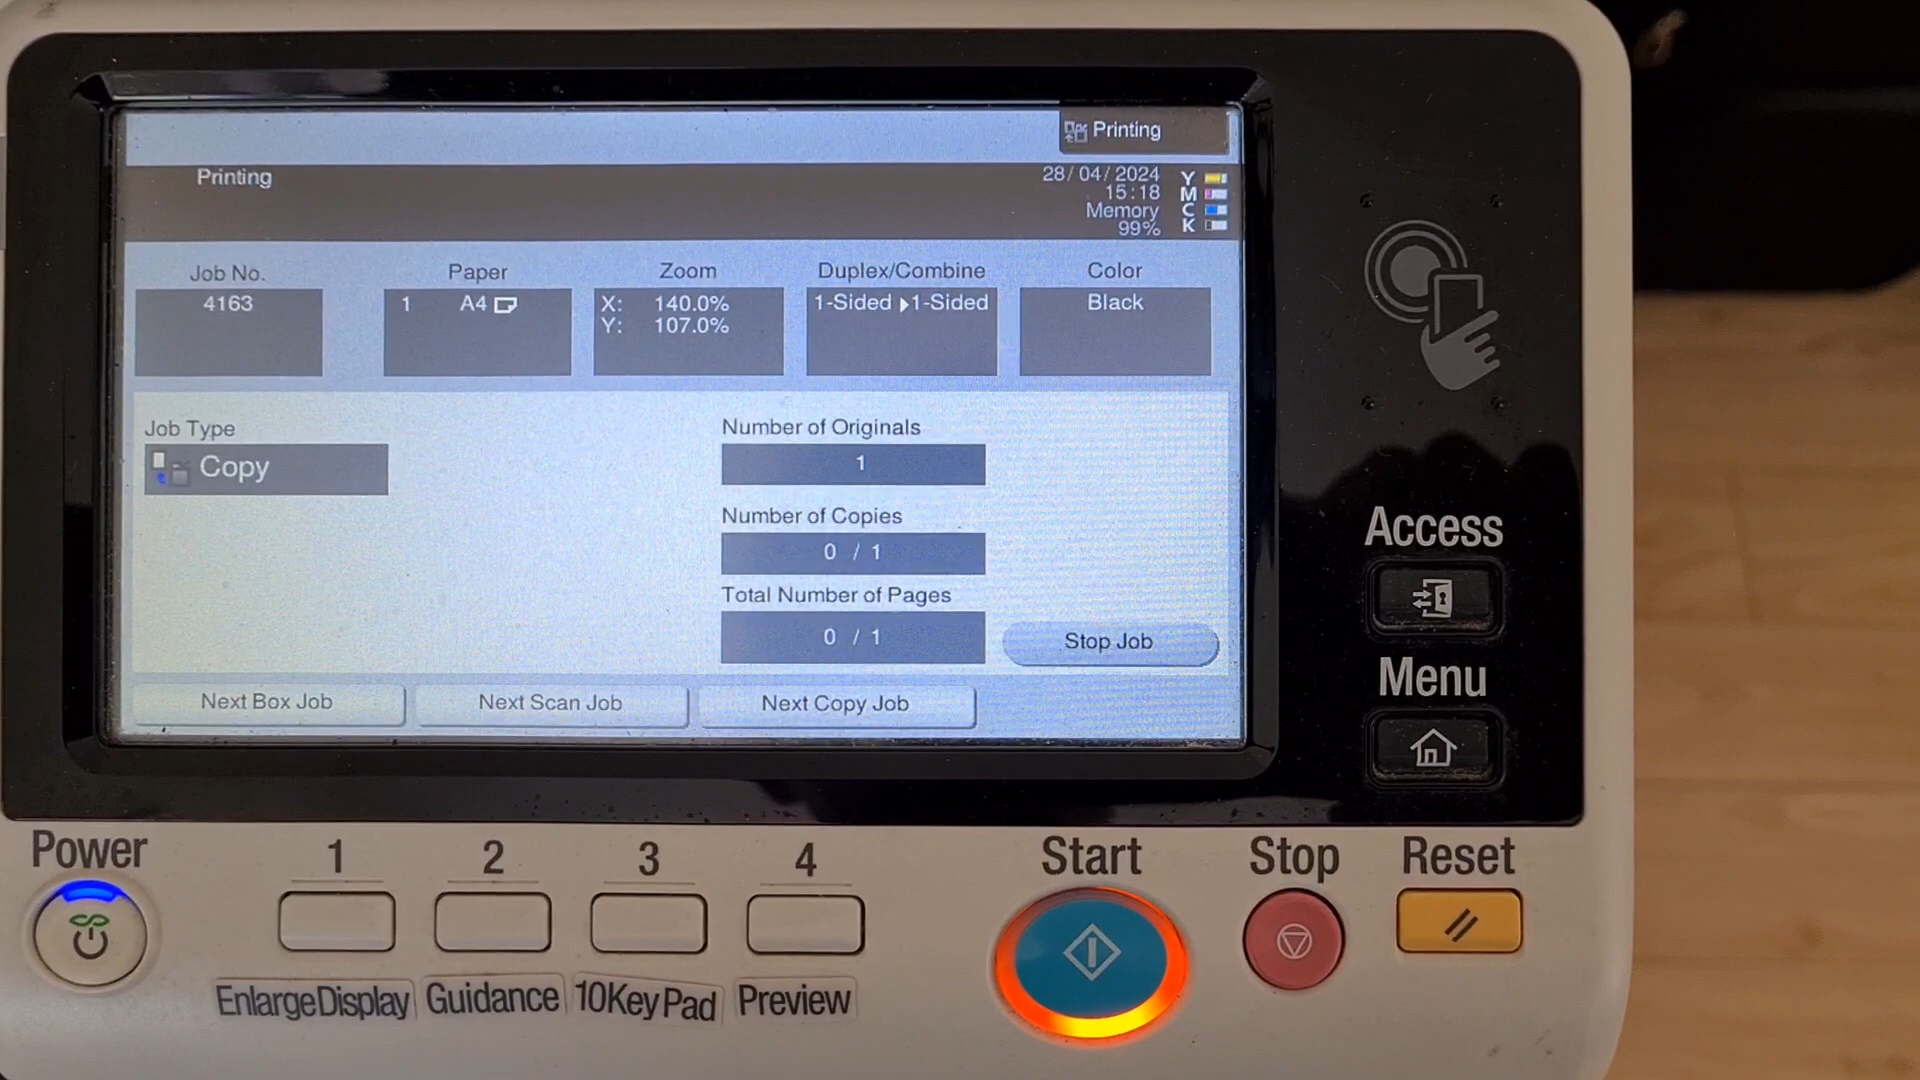 Printing
Printing
28/04/2024
15:18
Memory
99%
Y
M
C
K
Job No.
4163
Paper
1 A4
Zoom
X: 140.0%
Y: 107.0%
Duplex/Combine
1-Sided ▸1-Sided
Color
Black
Job Type
Copy
Number of Originals
1
Number of Copies
0 / 1
Total Number of Pages
0 / 1
Stop Job
Next Box Job
Next Scan Job
Next Copy Job
Access
Menu
Power
1
2
3
4
Start
Stop
Reset
EnlargeDisplay
Guidance
10KeyPad
Preview